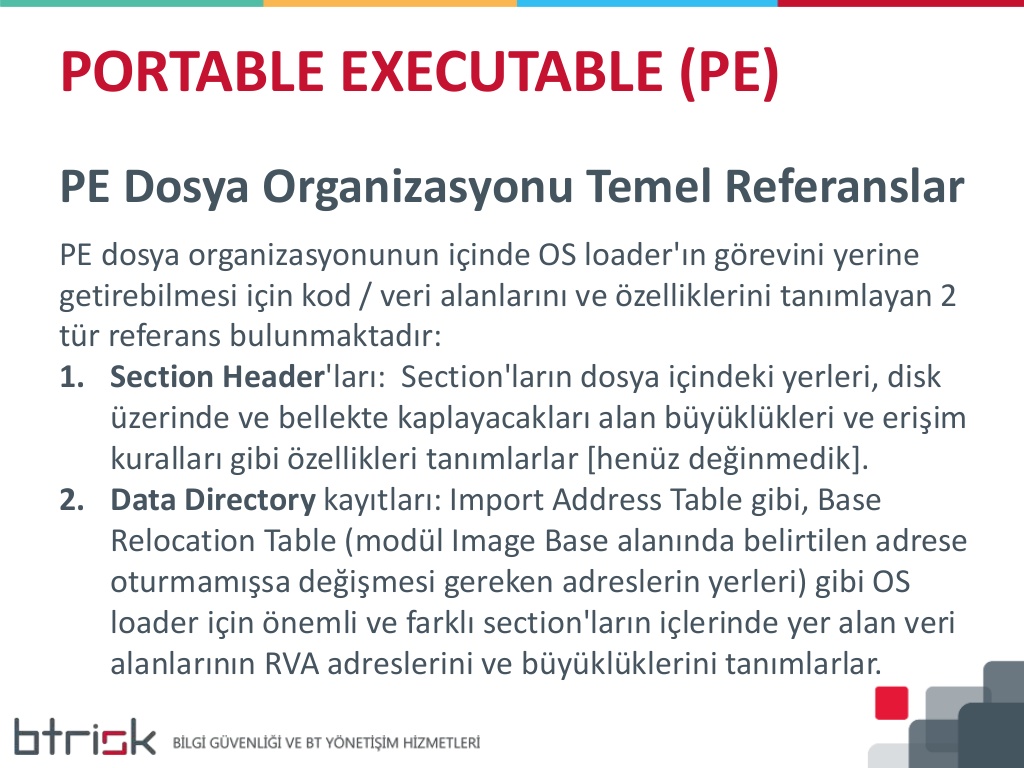 PORTABLE EXECUTABLE (PE)
PE Dosya Organizasyonu Temel Referanslar
PE dosya organizasyonunun içinde OS loader'ın görevini yerine
getirebilmesi için kod / veri alanlarını ve özelliklerini tanımlayan 2
tür referans bulunmaktadır:
1. Section Header'ları:  Section'ların dosya içindeki yerleri, disk
üzerinde ve bellekte kaplayacakları alan büyüklükleri ve erişim
kuralları gibi özellikleri tanımlarlar [henüz değinmedik].
2. Data Directory kayıtları: Import Address Table gibi, Base
Relocation Table (modül Image Base alanında belirtilen adrese
oturmamışsa değişmesi gereken adreslerin yerleri) gibi OS
loader için önemli ve farklı section'ların içlerinde yer alan veri
alanlarının RVA adreslerini ve büyüklüklerini tanımlarlar.
btrisk BİLGİ GÜVENLİĞİ VE BT YÖNETİŞİM HİZMETLERİ